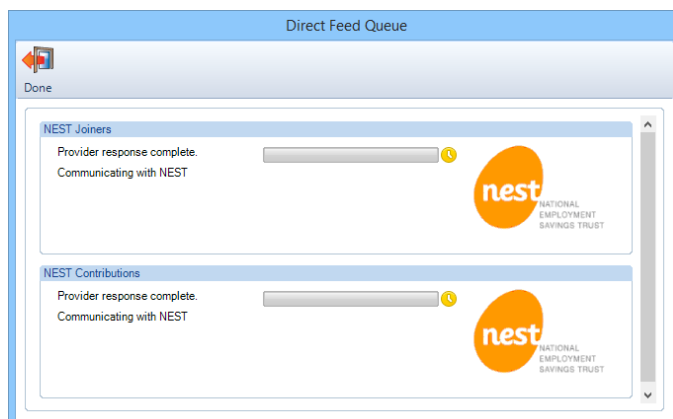 Direct Feed Queue
Done
NEST Joiners
Provider response complete.
Communicating with NEST
nest
NATIONAL
EMPLOYMENT
SAVINGS TRUST
NEST Contributions
Provider response complete.
Communicating with NEST
nest
NATIONAL
EMPLOYMENT
SAVINGS TRUST